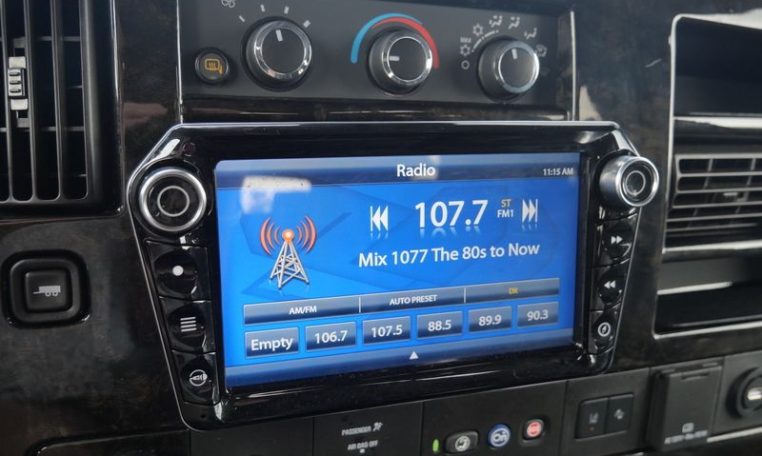 Radio
11:15 AM
107.7
ST
FM1
Mix 1077 The 80s to Now
AM/FM
AUTO PRESET
DX
Empty
106.7
107.5
88.5
89.9
90.3
PASSENGER
AIR BAG OFF